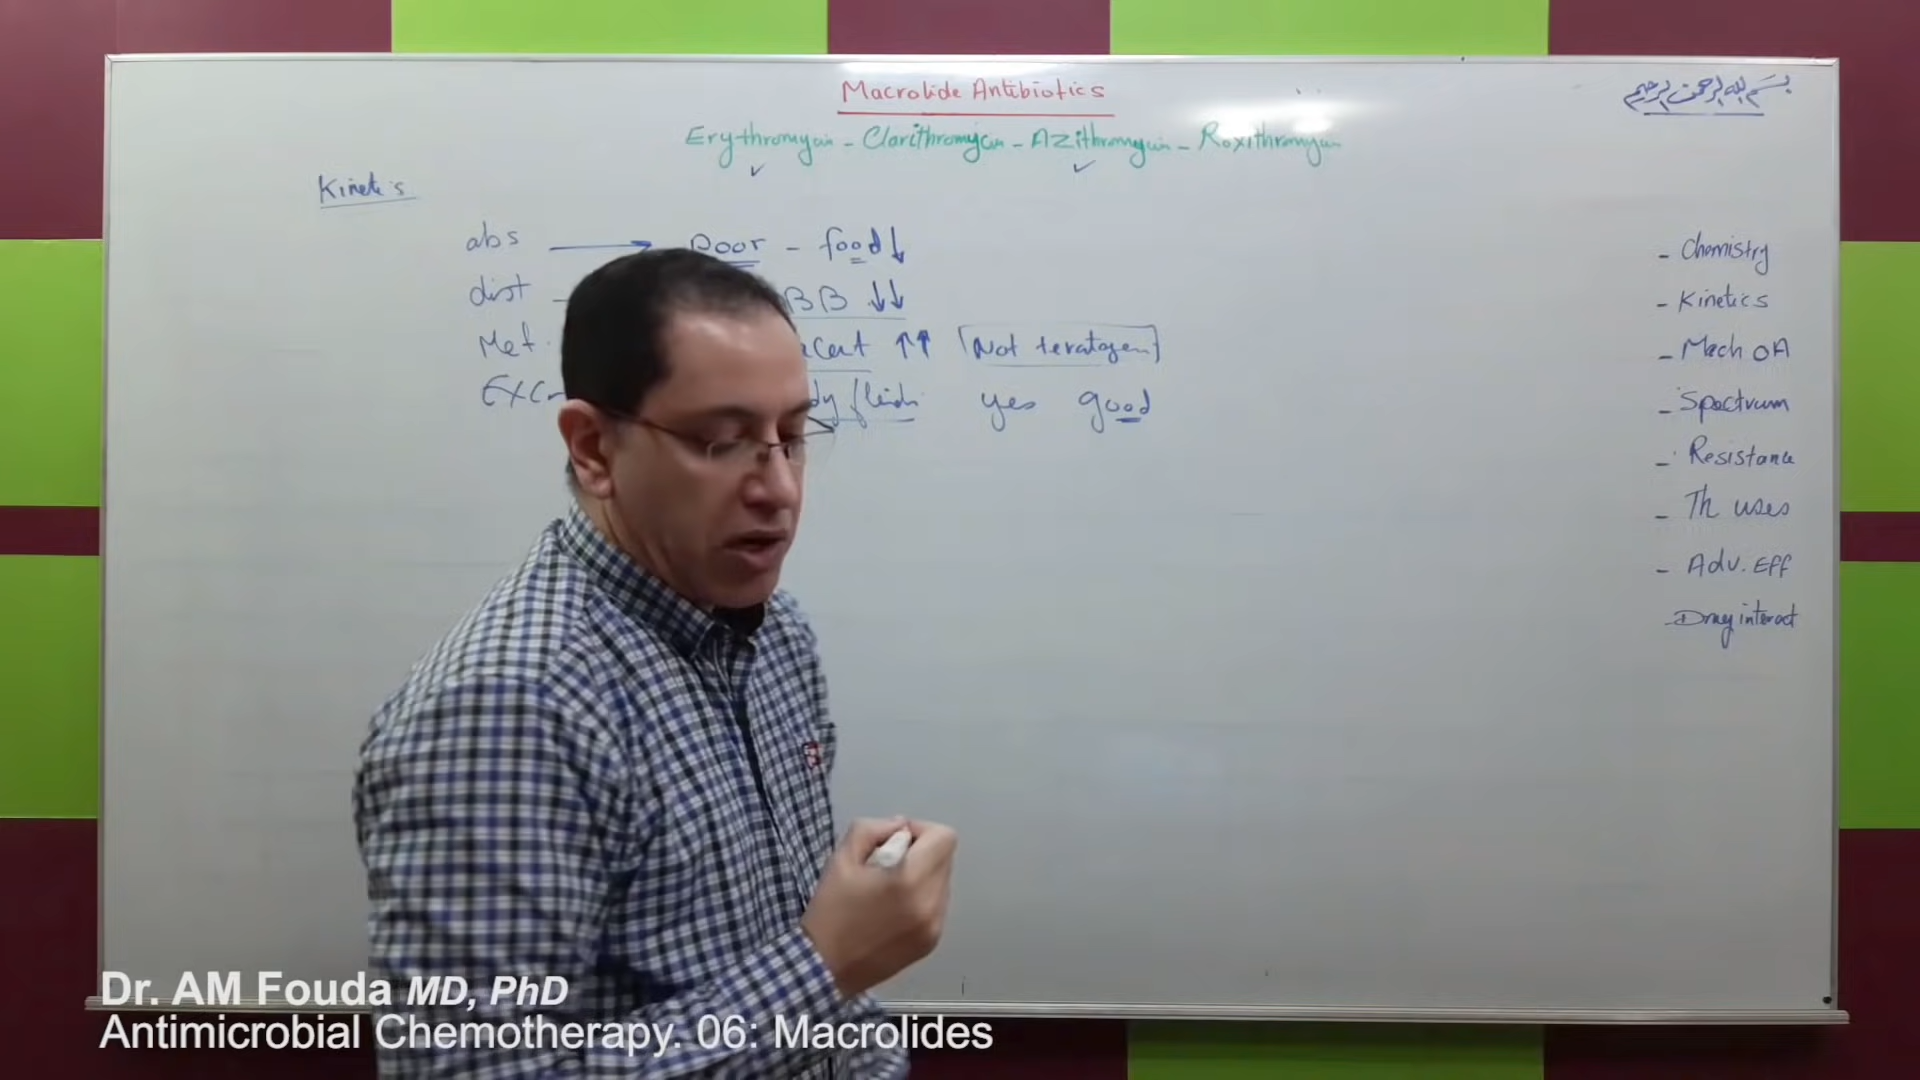 Macrolide Antibiotics
بسم الله الرحمن الرحيم
Erythromycin - Clarithromycin - Azithromycin - Roxithromycin
Kinetics
abs → Poor - food ↓
dist - BB ↓↓
Met. ↑↑ [Not teratogen]
yes good
- Chemistry
- Kinetics
- Mech OA
- Spectrum
- Resistance
- Th uses
- Adv. Eff
- Drug interact
Dr. AM Fouda MD, PhD
Antimicrobial Chemotherapy. 06: Macrolides